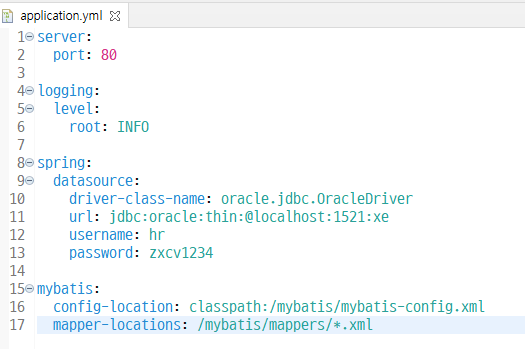 application.yml
1 server:
2   port: 80
3
4 logging:
5   level:
6     root: INFO
7
8 spring:
9   datasource:
10     driver-class-name: oracle.jdbc.OracleDriver
11     url: jdbc:oracle:thin:@localhost:1521:xe
12     username: hr
13     password: zxcv1234
14
15 mybatis:
16   config-location: classpath:/mybatis/mybatis-config.xml
17   mapper-locations: /mybatis/mappers/*.xml